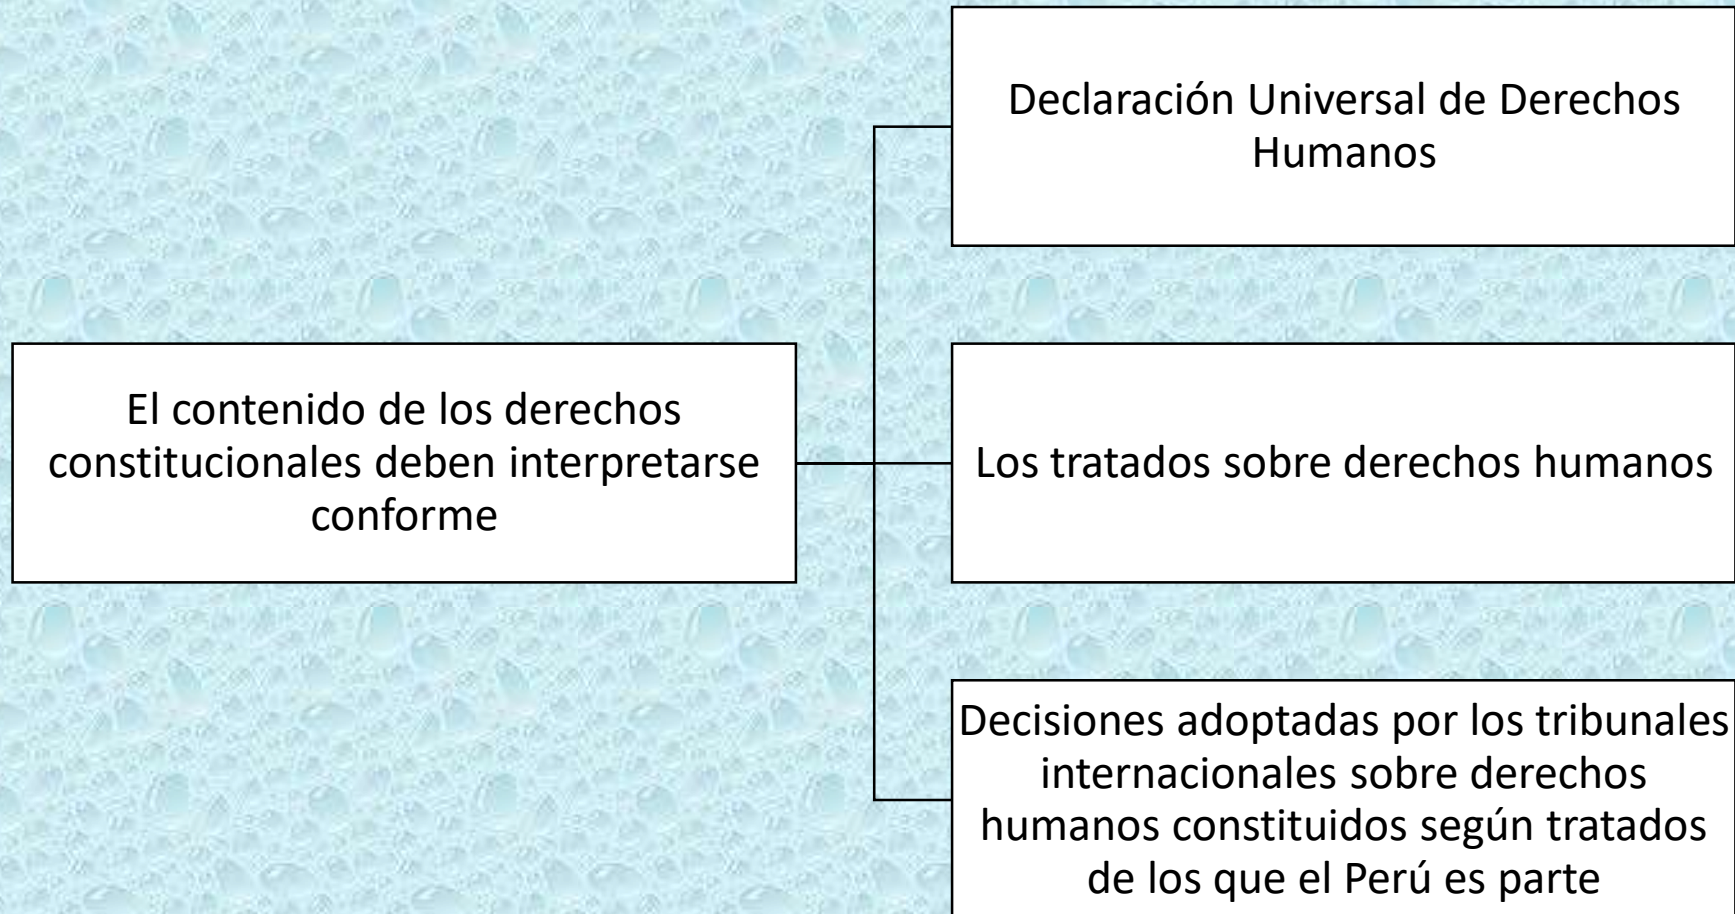 Declaración Universal de Derechos
Humanos
El contenido de los derechos
constitucionales deben interpretarse
conforme
Los tratados sobre derechos humanos
Decisiones adoptadas por los tribunales
internacionales sobre derechos
humanos constituidos según tratados
de los que el Perú es parte